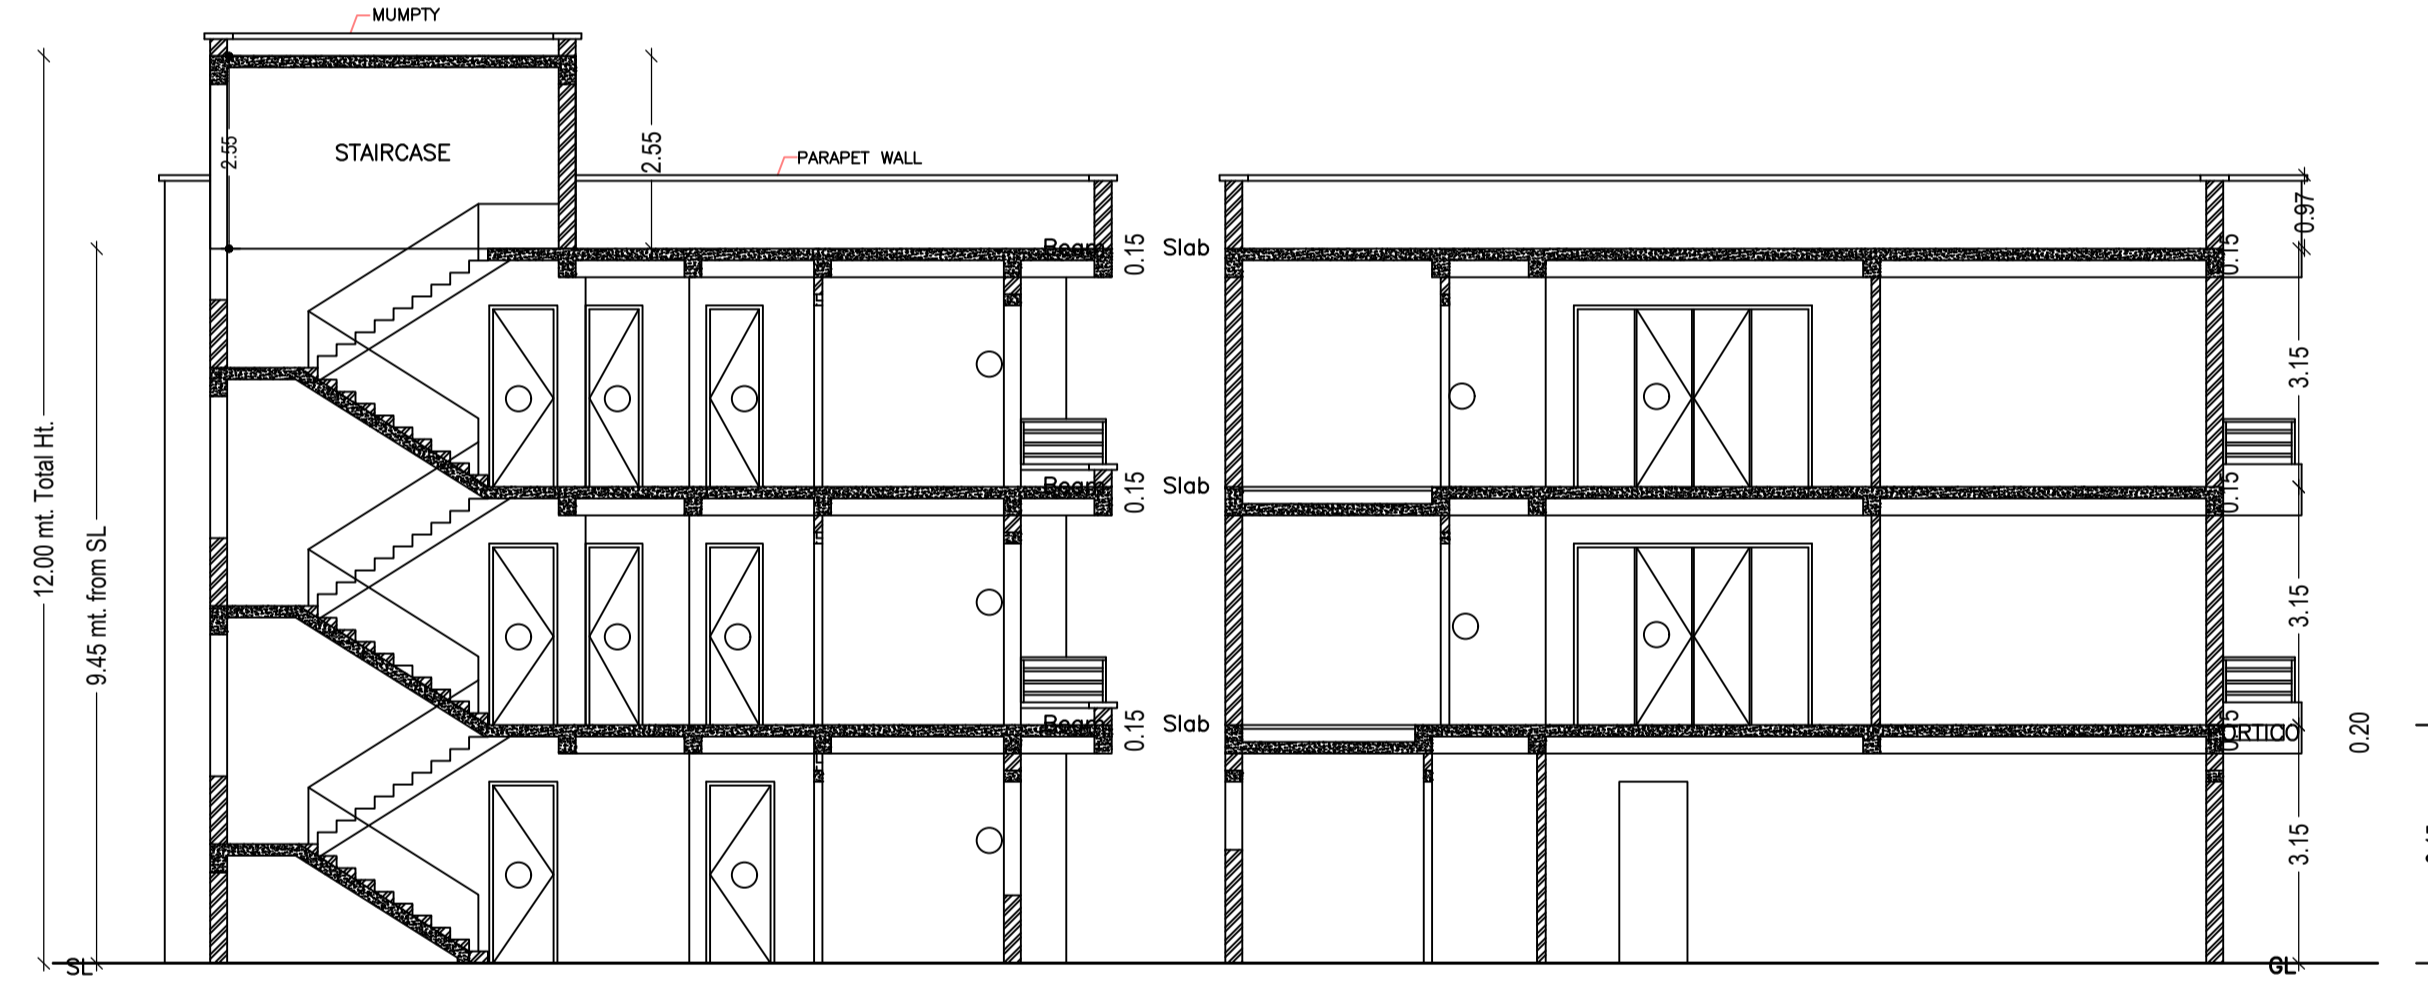 MUMPTY
STAIRCASE
2.55
2.55
PARAPET WALL
12.00 mt. Total Ht.
9.45 mt. from SL
Beam
0.15
Slab
0.15
0.97
3.15
Beam
0.15
Slab
0.15
3.15
Beam
0.15
Slab
0.20
3.15
SL
GL